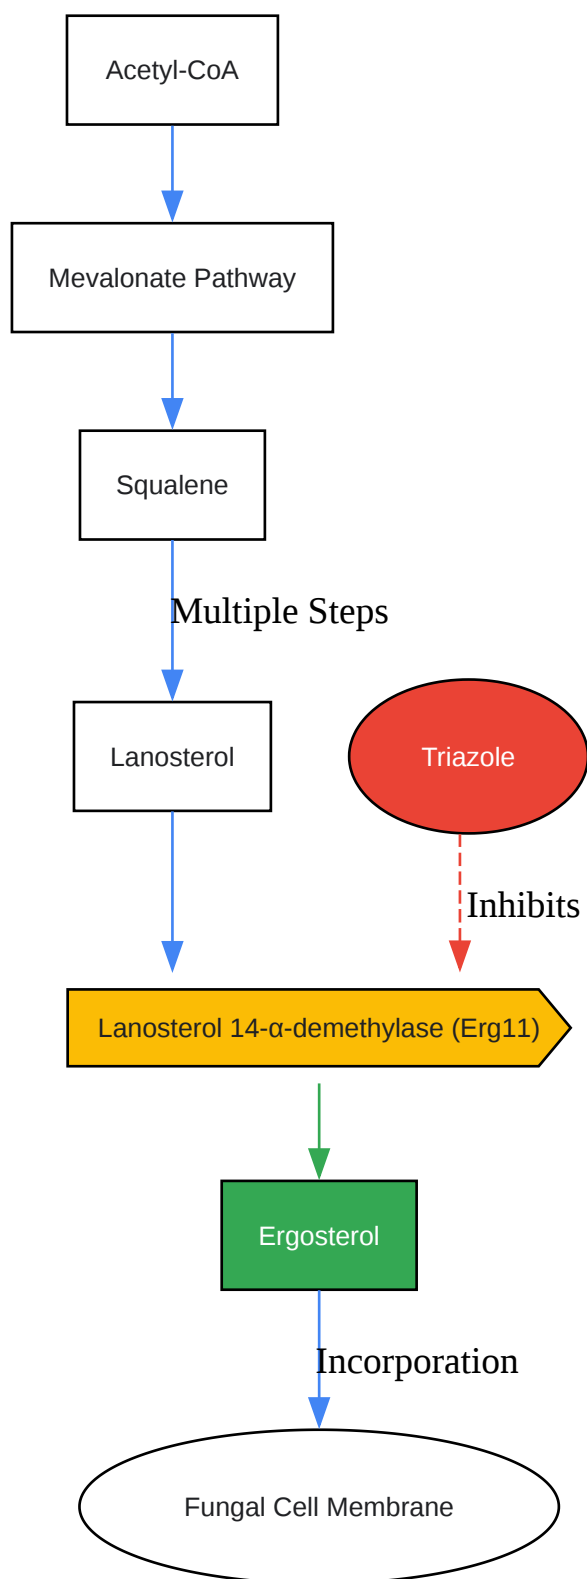 Acetyl-CoA
Mevalonate Pathway
Squalene
Multiple Steps
Lanosterol
Triazole
Inhibits
Lanosterol 14-α-demethylase (Erg11)
Ergosterol
Incorporation
Fungal Cell Membrane